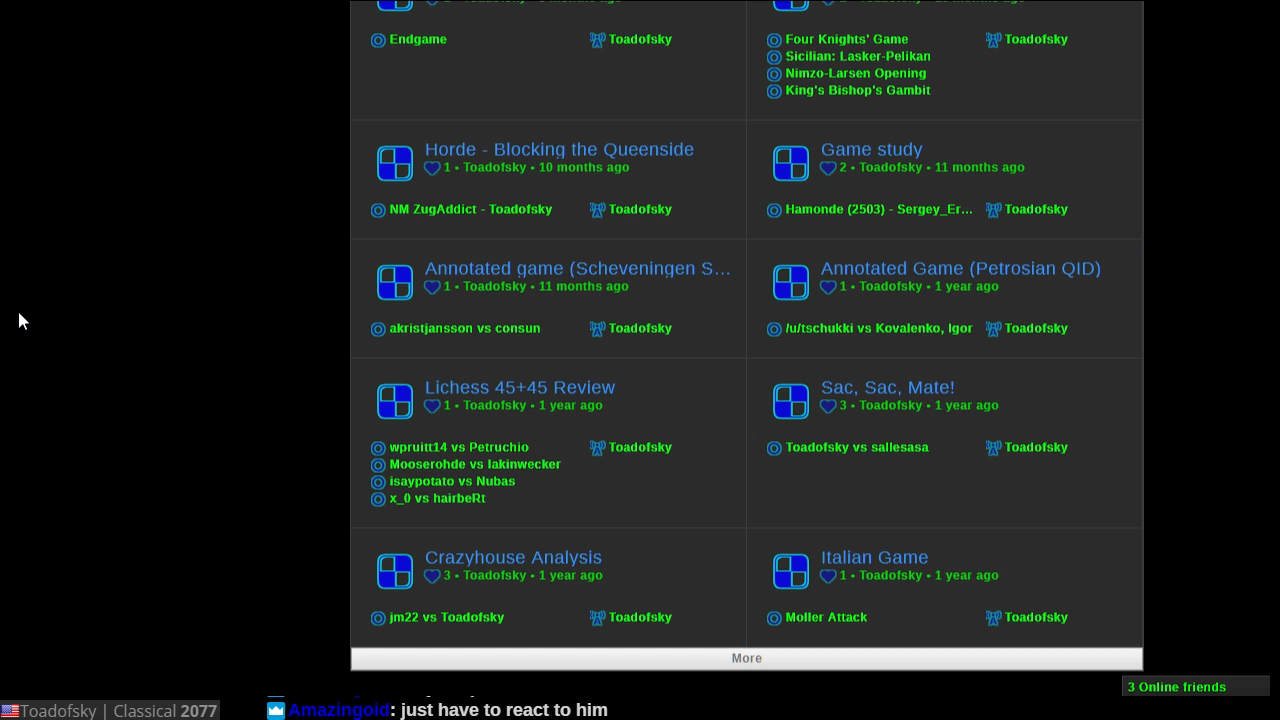 Endgame
Toadofsky
Four Knights' Game
Toadofsky
Sicilian: Lasker-Pelikan
Nimzo-Larsen Opening
King's Bishop's Gambit
Horde - Blocking the Queenside
1 • Toadofsky • 10 months ago
NM ZugAddict - Toadofsky
Toadofsky
Game study
2 • Toadofsky • 11 months ago
Hamonde (2503) - Sergey_Er...
Toadofsky
Annotated game (Scheveningen S...
1 • Toadofsky • 11 months ago
akristjansson vs consun
Toadofsky
Annotated Game (Petrosian QID)
1 • Toadofsky • 1 year ago
/u/tschukki vs Kovalenko, Igor
Toadofsky
Lichess 45+45 Review
1 • Toadofsky • 1 year ago
wpruitt14 vs Petruchio
Toadofsky
Mooserohde vs lakinwecker
isaypotato vs Nubas
x_0 vs hairbeRt
Sac, Sac, Mate!
3 • Toadofsky • 1 year ago
Toadofsky vs sallesasa
Toadofsky
Crazyhouse Analysis
3 • Toadofsky • 1 year ago
jm22 vs Toadofsky
Toadofsky
Italian Game
1 • Toadofsky • 1 year ago
Moller Attack
Toadofsky
More
3 Online friends
Toadofsky | Classical 2077
Amazingoid: just have to react to him